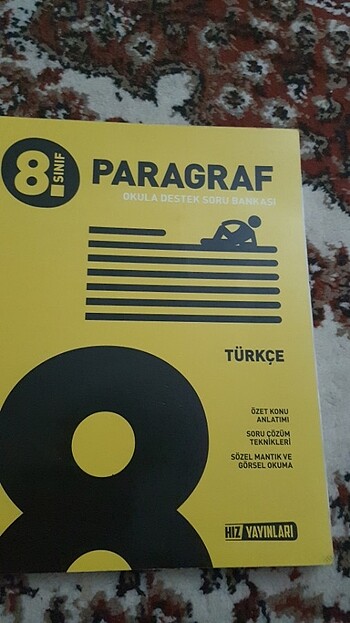 8.
SINIF
PARAGRAF
OKULA DESTEK SORU BANKASI
TÜRKÇE
ÖZET KONU
ANLATIMI
SORU ÇÖZÜM
TEKNİKLERİ
SÖZEL MANTIK VE
GÖRSEL OKUMA
8
HIZ YAYINLARI